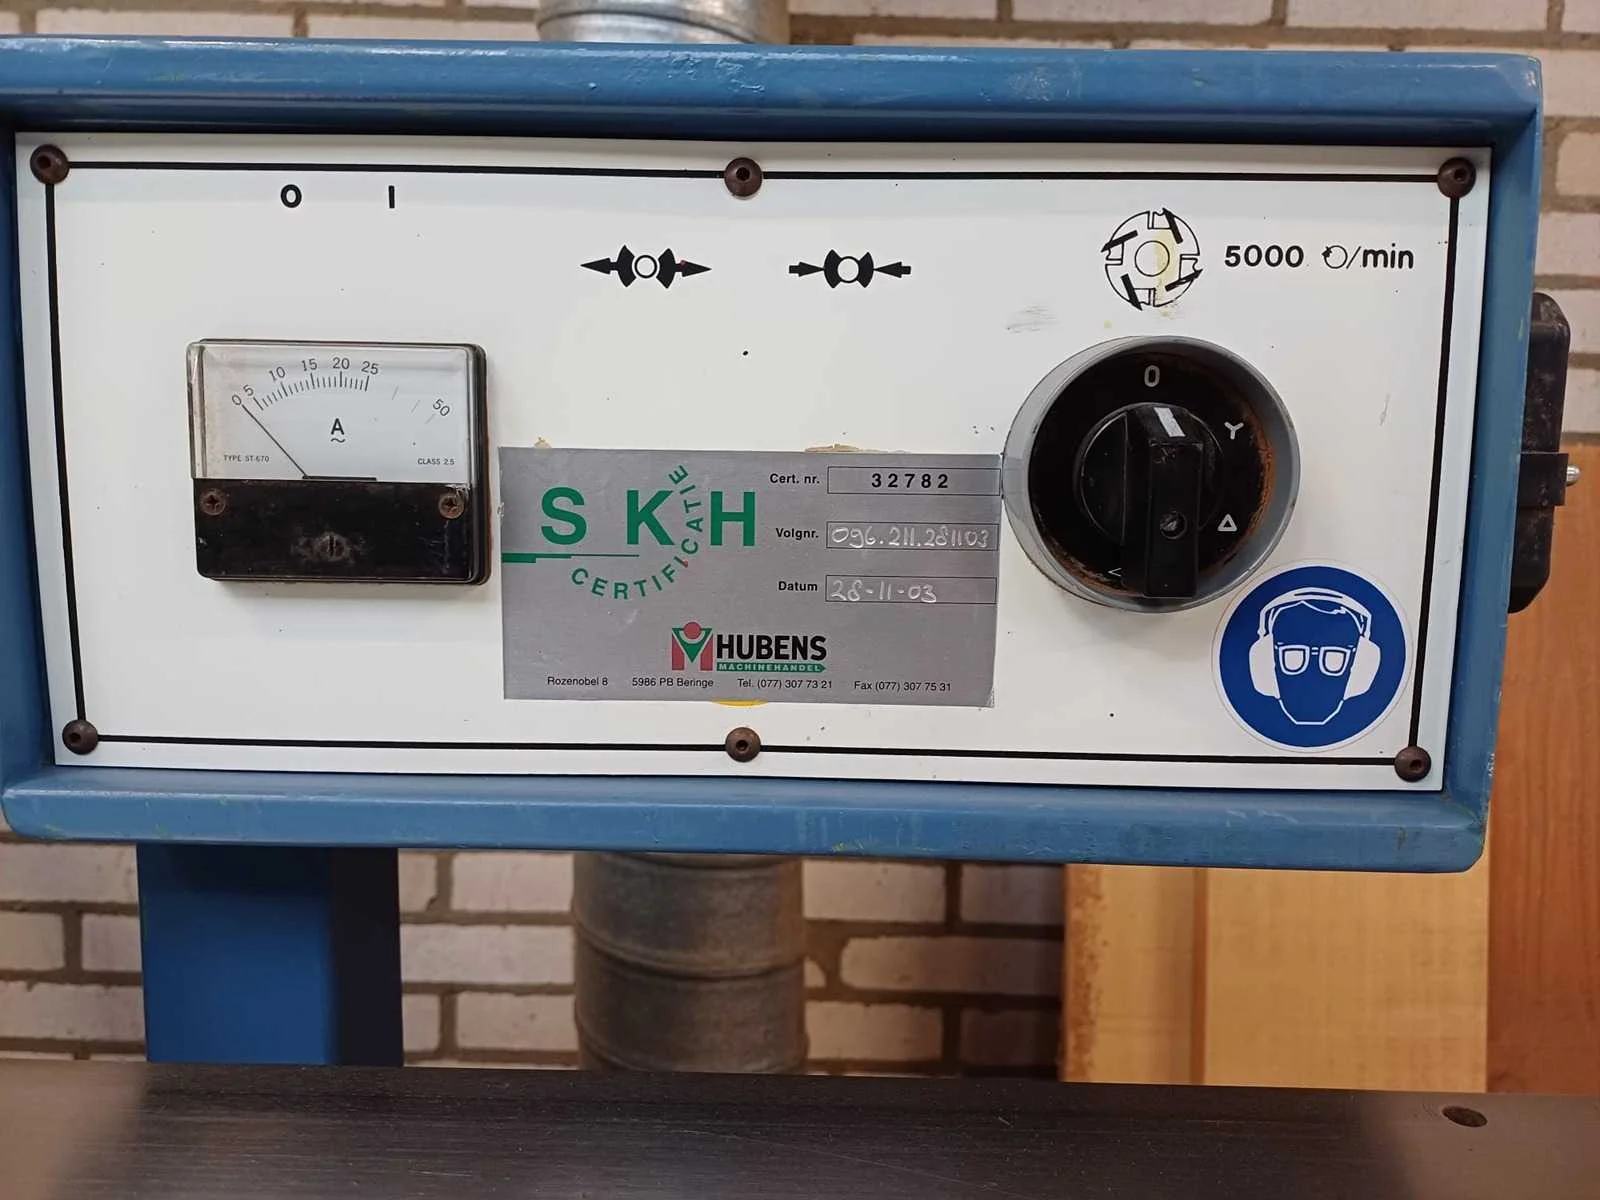 0 I
5000 /min
0 5 10 15 20 25 50
A
TYPE ST-670 CLASS 2.5
0
SKH
CERTIFICATIE
Cert. nr. 32782
Volgnr. 096.211.281103
Datum 28-11-03
HUBENS
MACHINEHANDEL
Rozenobel 8 5986 PB Beringe Tel. (077) 307 73 21 Fax (077) 307 75 31